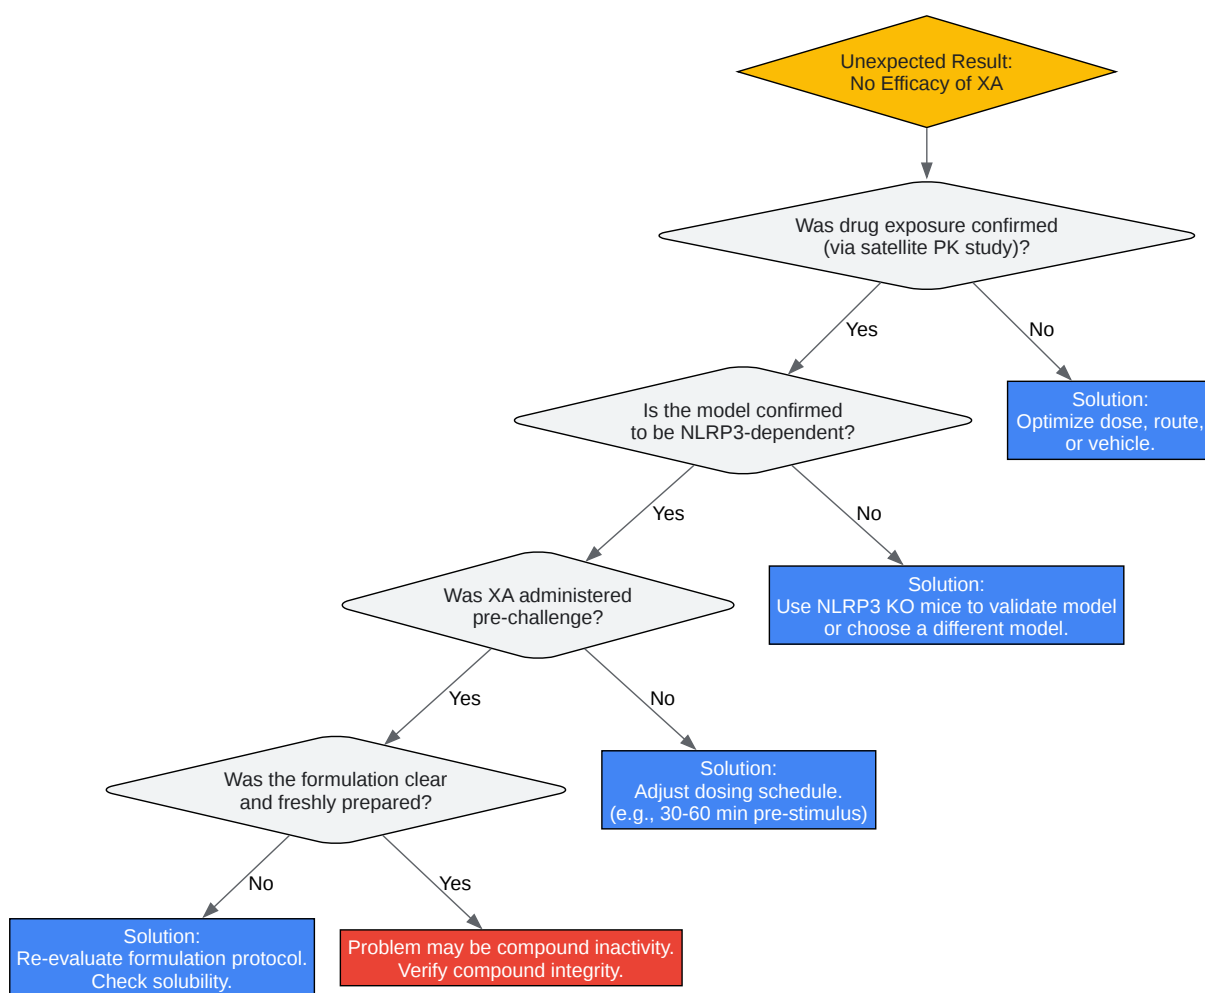 Unexpected Result:
No Efficacy of XA
Was drug exposure confirmed
(via satellite PK study)?
Yes
No
Is the model confirmed
to be NLRP3-dependent?
Solution:
Optimize dose, route,
or vehicle.
Yes
No
Was XA administered
pre-challenge?
Solution:
Use NLRP3 KO mice to validate model
or choose a different model.
Yes
No
Was the formulation clear
and freshly prepared?
Solution:
Adjust dosing schedule.
(e.g., 30-60 min pre-stimulus)
No
Yes
Solution:
Re-evaluate formulation protocol.
Check solubility.
Problem may be compound inactivity.
Verify compound integrity.